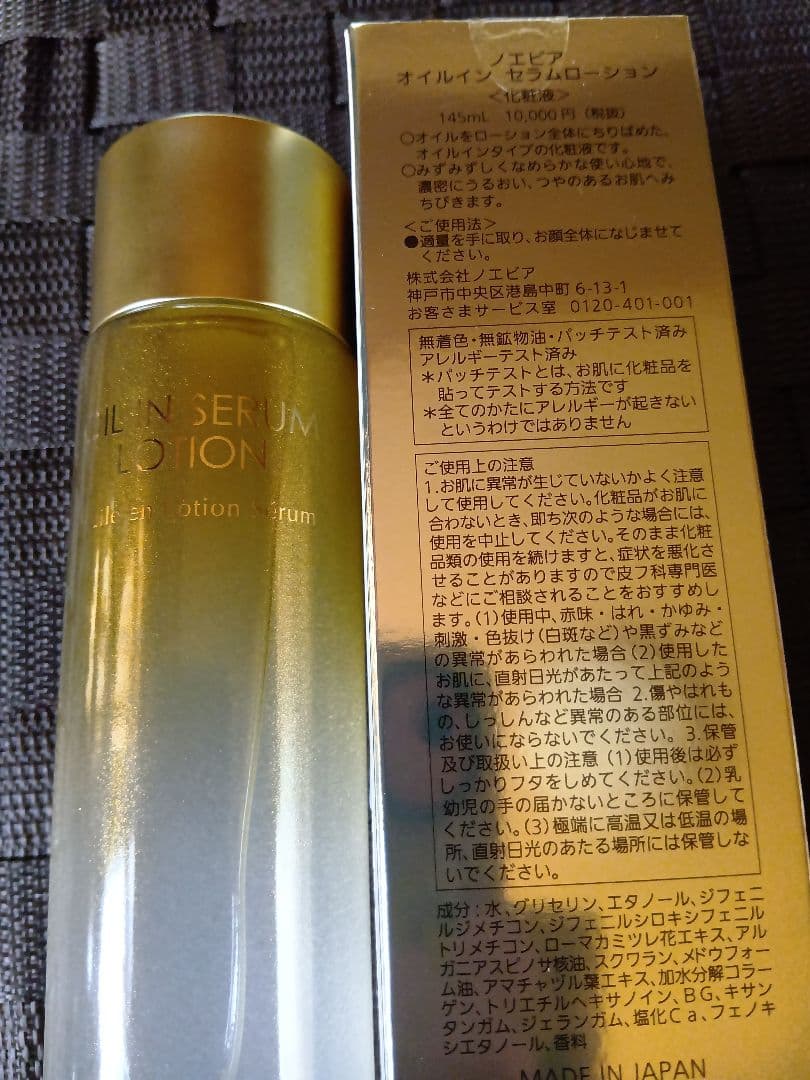 OIL IN SERUM
LOTION
en Lotion Serum
ノエビア
オイルイン セラムローション
＜化粧液＞
145mL 10,000円（税抜）
○オイルをローション全体にちりばめた、
オイルインタイプの化粧液です。
○みずみずしくなめらかな使い心地で、
濃密にうるおい、つやのあるお肌へみ
ちびきます。
＜ご使用法＞
●適量を手に取り、お顔全体になじませて
ください。
株式会社ノエビア
神戸市中央区港島中町6-13-1
お客さまサービス室 0120-401-001
無着色・無鉱物油・パッチテスト済み
アレルギーテスト済み
＊パッチテストとは、お肌に化粧品を
貼ってテストする方法です
＊全てのかたにアレルギーが起きない
というわけではありません
ご使用上の注意
1.お肌に異常が生じていないかよく注意
して使用してください。化粧品がお肌に
合わないとき、即ち次のような場合には、
使用を中止してください。そのまま化粧
品類の使用を続けますと、症状を悪化さ
せることがありますので皮フ科専門医
などにご相談されることをおすすめし
ます。(1)使用中、赤味・はれ・かゆみ・
刺激・色抜け(白斑など)や黒ずみなど
の異常があらわれた場合(2)使用した
お肌に、直射日光があたって上記のよう
な異常があらわれた場合 2.傷やはれも
の、しっしんなど異常のある部位には、
お使いにならないでください。 3.保管
及び取扱い上の注意 (1)使用後は必ず
しっかりフタをしめてください。(2)乳
幼児の手の届かないところに保管して
ください。(3)極端に高温又は低温の場
所、直射日光のあたる場所には保管しな
いでください。
成分：水、グリセリン、エタノール、ジフェニ
ルジメチコン、ジフェニルシロキシフェニル
トリメチコン、ローマカミツレ花エキス、アル
ガニアスピノサ核油、スクワラン、メドウフォー
ム油、アマチャヅル葉エキス、加水分解コラー
ゲン、トリエチルヘキサノイン、BG、キサン
タンガム、ジェランガム、塩化Ca、フェノキ
シエタノール、香料
MADE IN JAPAN